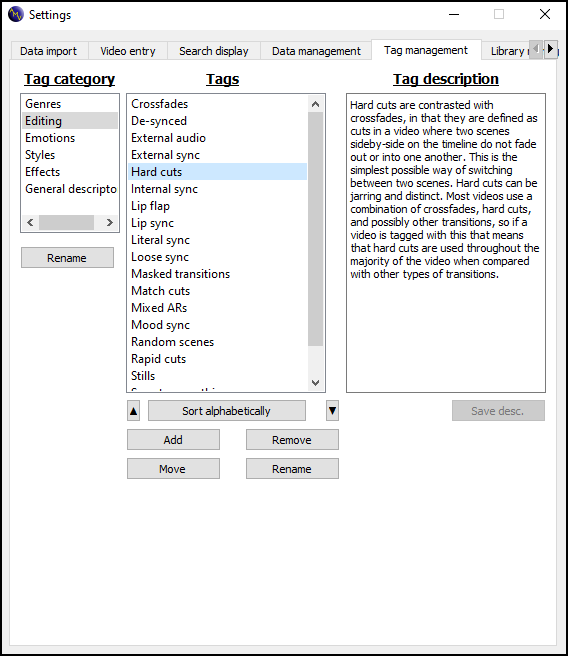 Settings
Data import
Video entry
Search display
Data management
Tag management
Library
Tag category
Tags
Tag description
Genres
Editing
Emotions
Styles
Effects
General descripto
Rename
Crossfades
De-synced
External audio
External sync
Hard cuts
Internal sync
Lip flap
Lip sync
Literal sync
Loose sync
Masked transitions
Match cuts
Mixed ARs
Mood sync
Random scenes
Rapid cuts
Stills
▲
Sort alphabetically
▼
Add
Remove
Move
Rename
Hard cuts are contrasted with
crossfades, in that they are defined as
cuts in a video where two scenes
sideby-side on the timeline do not fade
out or into one another. This is the
simplest possible way of switching
between two scenes. Hard cuts can be
jarring and distinct. Most videos use a
combination of crossfades, hard cuts,
and possibly other transitions, so if a
video is tagged with this that means
that hard cuts are used throughout the
majority of the video when compared
with other types of transitions.
Save desc.